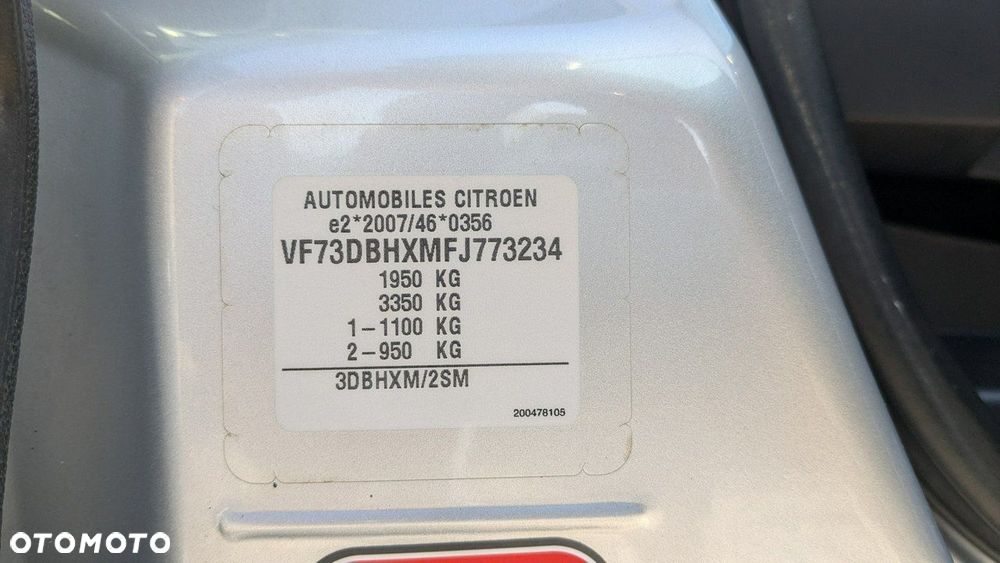 AUTOMOBILES CITROEN
e2*2007/46*0356
VF73DBHXMFJ773234
1950 KG
3350 KG
1-1100 KG
2-950 KG
3DBHXM/2SM
200478105
OTOMOTO